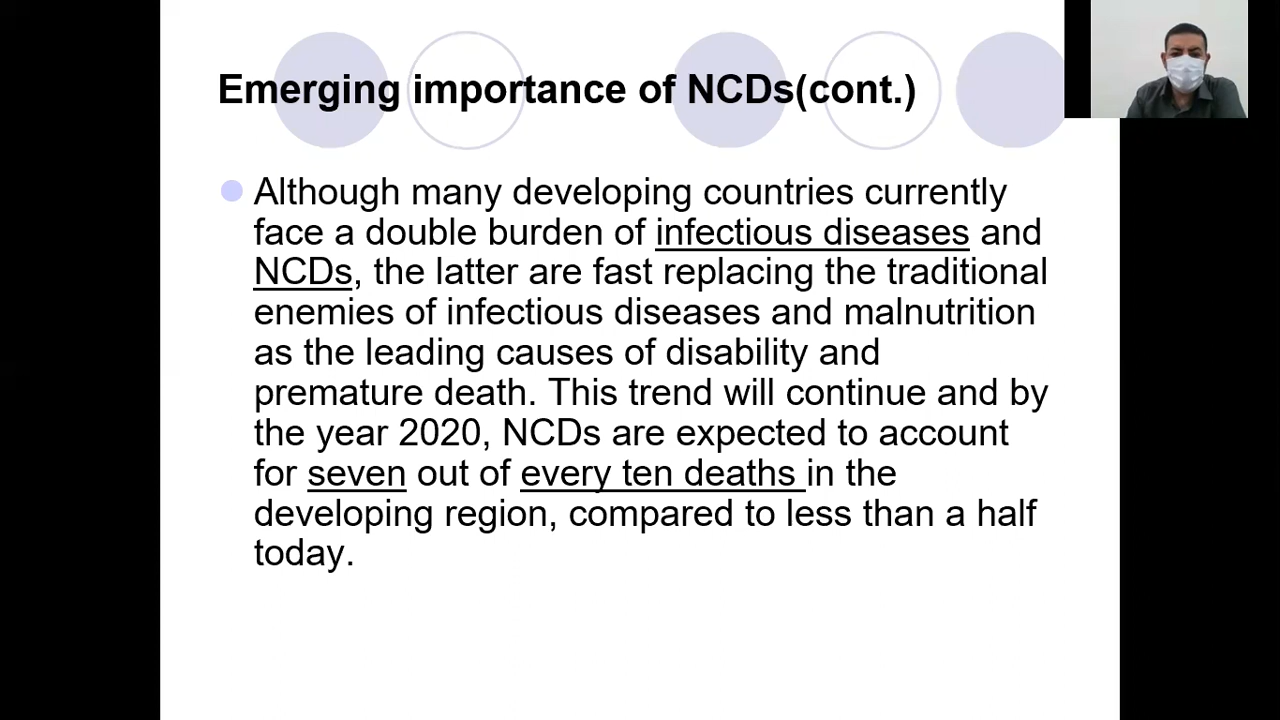 Emerging importance of NCDs(cont.)
Although many developing countries currently
face a double burden of infectious diseases and
NCDs, the latter are fast replacing the traditional
enemies of infectious diseases and malnutrition
as the leading causes of disability and
premature death. This trend will continue and by
the year 2020, NCDs are expected to account
for seven out of every ten deaths in the
developing region, compared to less than a half
today.